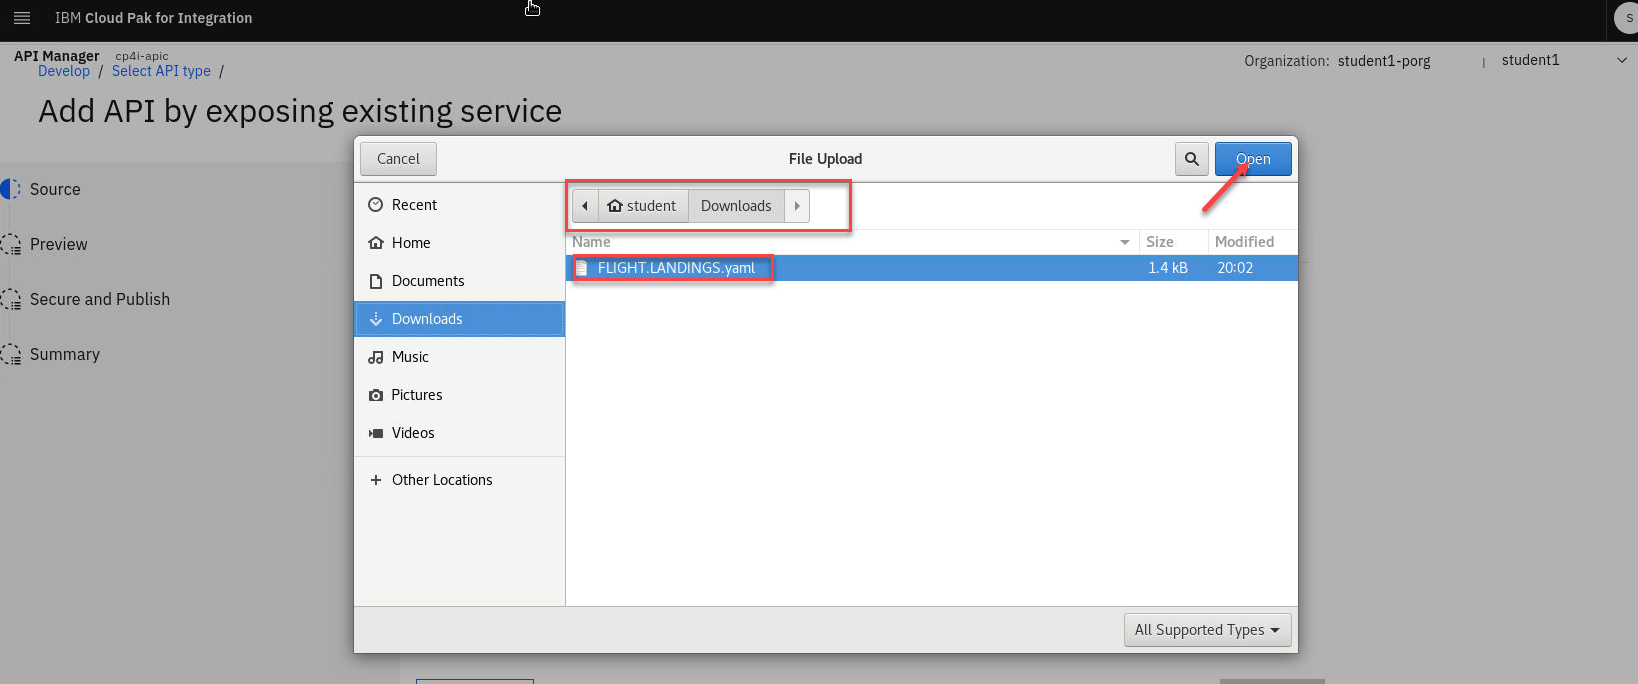 IBM Cloud Pak for Integration
S
API Manager cp4i-apic
Develop / Select API type /
Organization: student1-porg | student1
Add API by exposing existing service
Source
Preview
Secure and Publish
Summary
Cancel
File Upload
Open
Recent
Home
Documents
Downloads
Music
Pictures
Videos
Other Locations
student Downloads
Name Size Modified
FLIGHT.LANDINGS.yaml 1.4 kB 20:02
All Supported Types